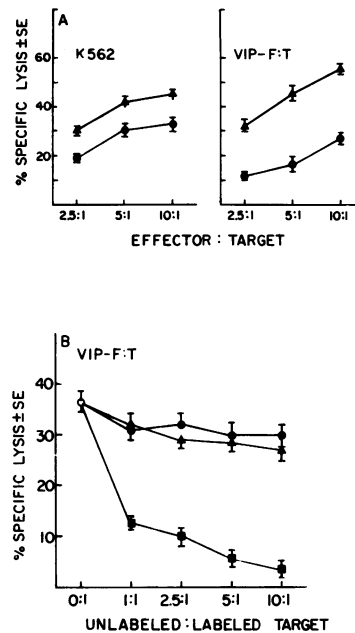 A
K562
VIP-F:T
% SPECIFIC LYSIS ± SE
60
40
20
2.5:1 5:1 10:1
2.5:1 5:1 10:1
EFFECTOR : TARGET
B
VIP-F:T
% SPECIFIC LYSIS ± SE
40
30
20
10
0:1 1:1 2.5:1 5:1 10:1
UNLABELED:LABELED TARGET